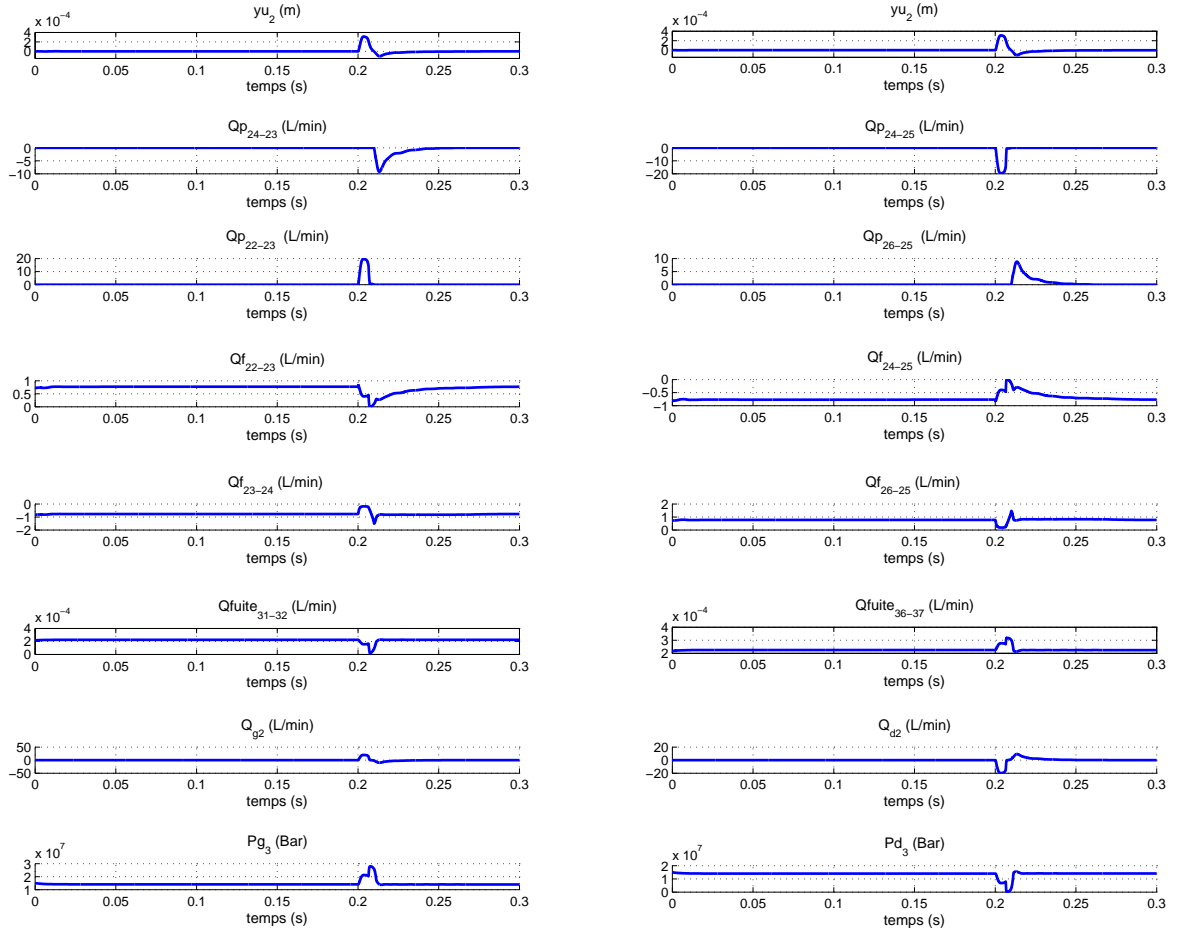 yu2 (m)
x 10−4
4
2
0
0 0.05 0.1 0.15 0.2 0.25 0.3
temps (s)
yu2 (m)
x 10−4
4
2
0
0 0.05 0.1 0.15 0.2 0.25 0.3
temps (s)
Qp24−23 (L/min)
0
−5
−10
0 0.05 0.1 0.15 0.2 0.25 0.3
temps (s)
Qp24−25 (L/min)
0
−10
−20
0 0.05 0.1 0.15 0.2 0.25 0.3
temps (s)
Qp22−23 (L/min)
20
10
0
0 0.05 0.1 0.15 0.2 0.25 0.3
temps (s)
Qp26−25 (L/min)
10
5
0
0 0.05 0.1 0.15 0.2 0.25 0.3
temps (s)
Qf22−23 (L/min)
1
0.5
0
0 0.05 0.1 0.15 0.2 0.25 0.3
temps (s)
Qf24−25 (L/min)
0
−0.5
−1
0 0.05 0.1 0.15 0.2 0.25 0.3
temps (s)
Qf23−24 (L/min)
0
−1
−2
0 0.05 0.1 0.15 0.2 0.25 0.3
temps (s)
Qf26−25 (L/min)
2
1
0
0 0.05 0.1 0.15 0.2 0.25 0.3
temps (s)
Qfuite31−32 (L/min)
x 10−4
4
2
0
0 0.05 0.1 0.15 0.2 0.25 0.3
temps (s)
Qfuite36−37 (L/min)
x 10−4
4
3
2
0 0.05 0.1 0.15 0.2 0.25 0.3
temps (s)
Qg2 (L/min)
50
0
−50
0 0.05 0.1 0.15 0.2 0.25 0.3
temps (s)
Qd2 (L/min)
20
0
−20
0 0.05 0.1 0.15 0.2 0.25 0.3
temps (s)
Pg3 (Bar)
x 107
3
2
1
0 0.05 0.1 0.15 0.2 0.25 0.3
temps (s)
Pd3 (Bar)
x 107
2
1
0
0 0.05 0.1 0.15 0.2 0.25 0.3
temps (s)